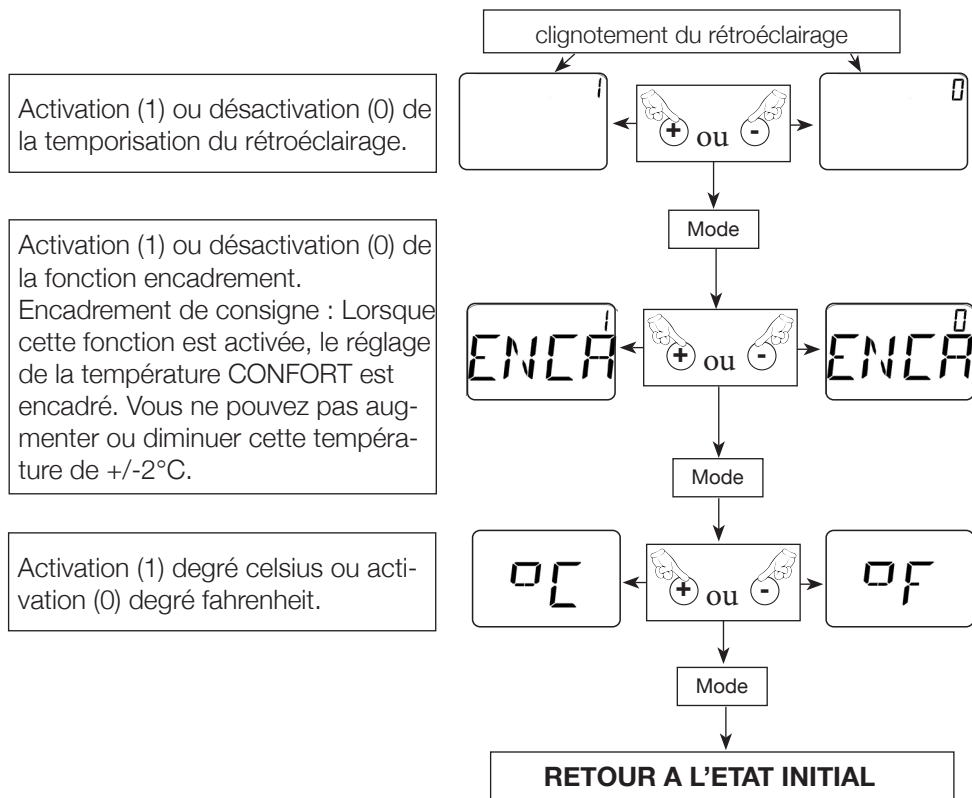 clignotement du rétroéclairage
Activation (1) ou désactivation (0) de
la temporisation du rétroéclairage.
1
+ ou -
0
Mode
Activation (1) ou désactivation (0) de
la fonction encadrement.
Encadrement de consigne : Lorsque
cette fonction est activée, le réglage
de la température CONFORT est
encadré. Vous ne pouvez pas aug-
menter ou diminuer cette tempéra-
ture de +/-2°C.
1
ENCA
+ ou -
0
ENCA
Mode
Activation (1) degré celsius ou acti-
vation (0) degré fahrenheit.
°C
+ ou -
°F
Mode
RETOUR A L'ETAT INITIAL